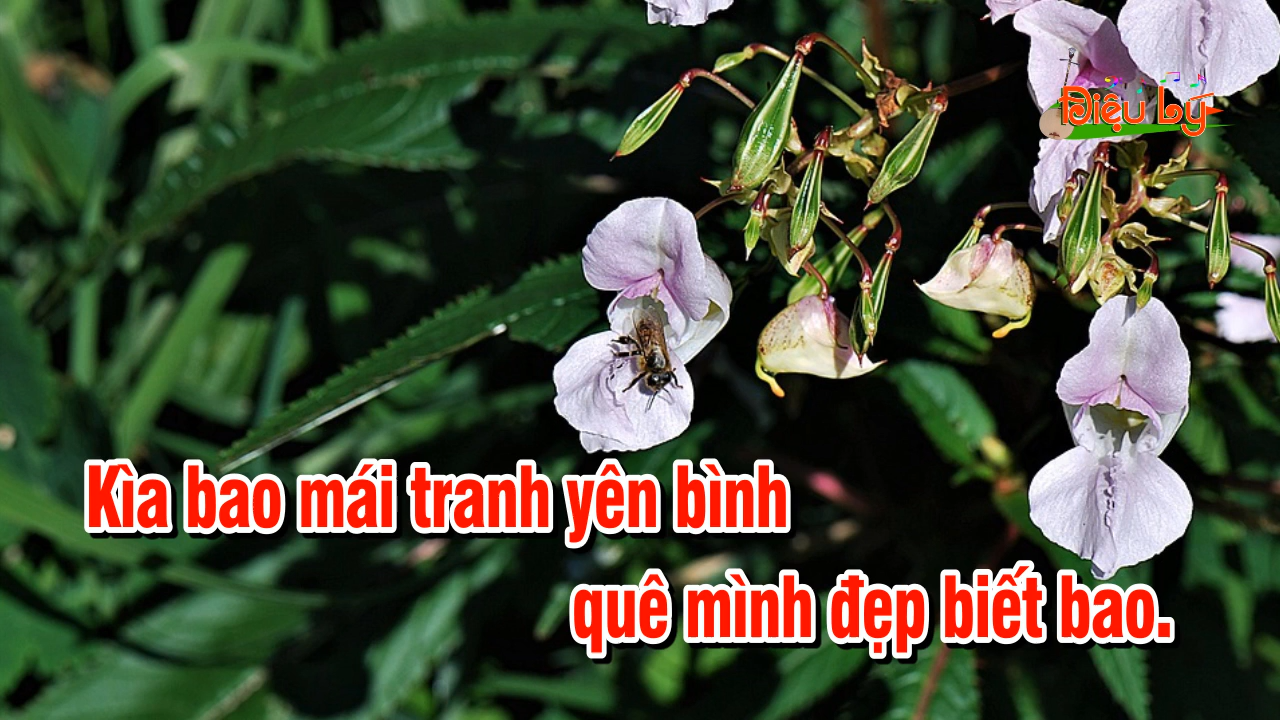 Điệu Lý
Kìa bao mái tranh yên bình
quê mình đẹp biết bao.